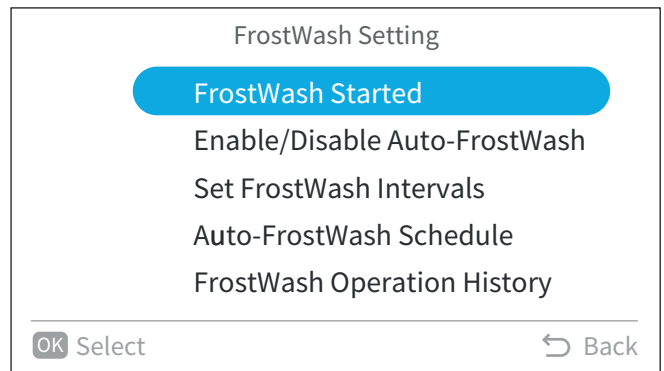 FrostWash Setting
FrostWash Started
Enable/Disable Auto-FrostWash
Set FrostWash Intervals
Auto-FrostWash Schedule
FrostWash Operation History
OK Select
Back